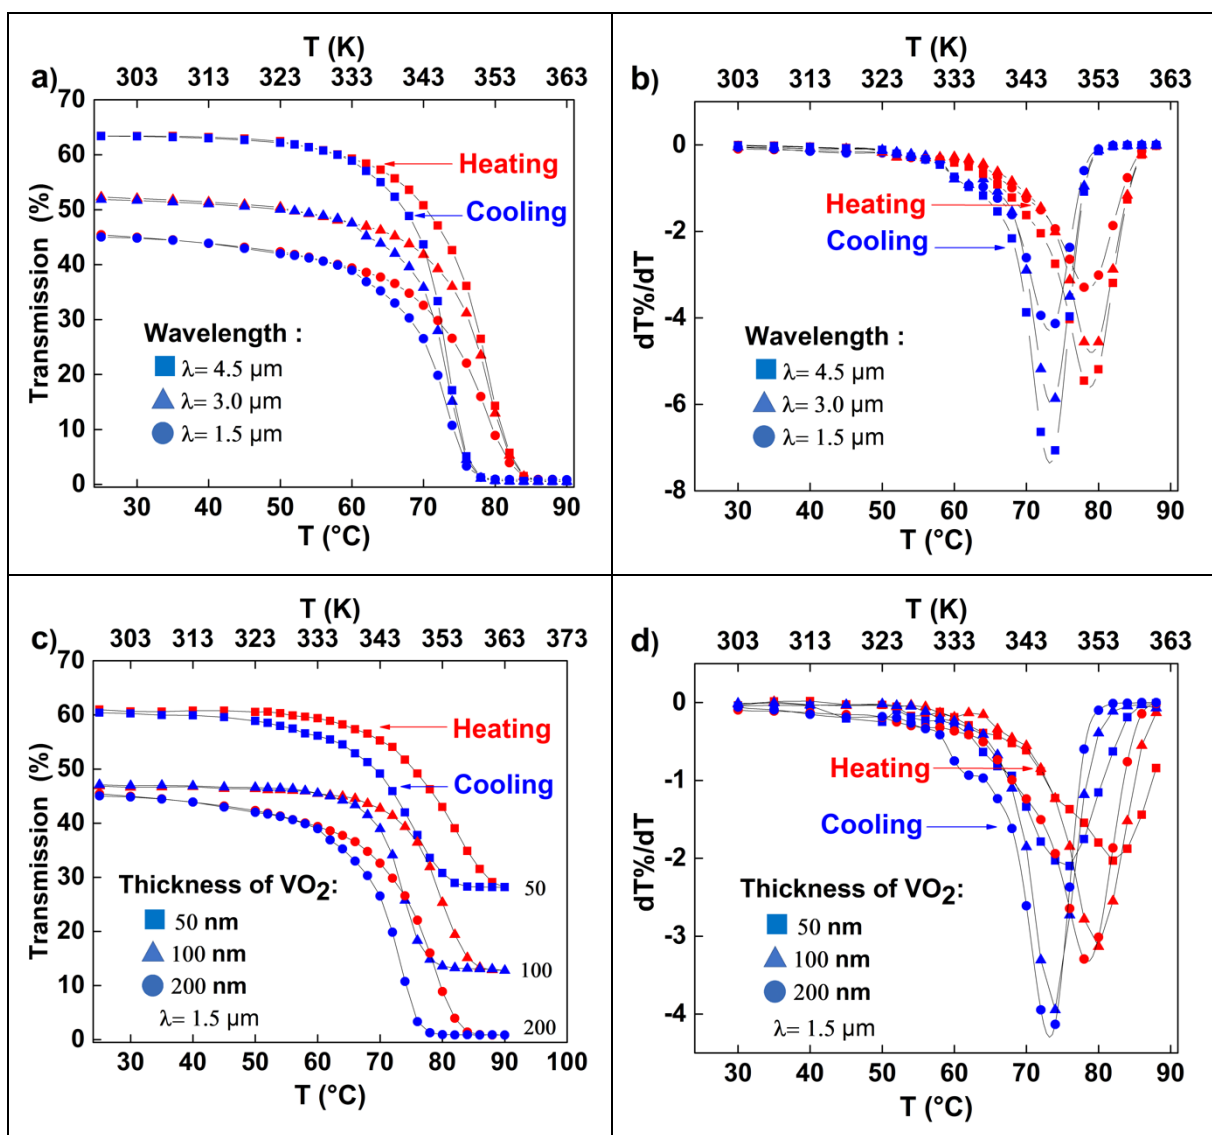 T (K)
a) 303 313 323 333 343 353 363
70
60
50
40
30
20
10
0
Transmission (%)
Heating
Cooling
Wavelength :
λ= 4.5 µm
λ= 3.0 µm
λ= 1.5 µm
30 40 50 60 70 80 90
T (°C)
T (K)
b) 303 313 323 333 343 353 363
0
-2
-4
-6
-8
dT%/dT
Heating
Cooling
Wavelength :
λ= 4.5 µm
λ= 3.0 µm
λ= 1.5 µm
30 40 50 60 70 80 90
T (°C)
T (K)
c) 303 313 323 333 343 353 363 373
70
60
50
40
30
20
10
0
Transmission (%)
Heating
Cooling
Thickness of VO2:
50 nm
100 nm
200 nm
λ= 1.5 µm
50
100
200
30 40 50 60 70 80 90 100
T (°C)
T (K)
d) 303 313 323 333 343 353 363
0
-1
-2
-3
-4
dT%/dT
Heating
Cooling
Thickness of VO2:
50 nm
100 nm
200 nm
λ= 1.5 µm
30 40 50 60 70 80 90
T (°C)